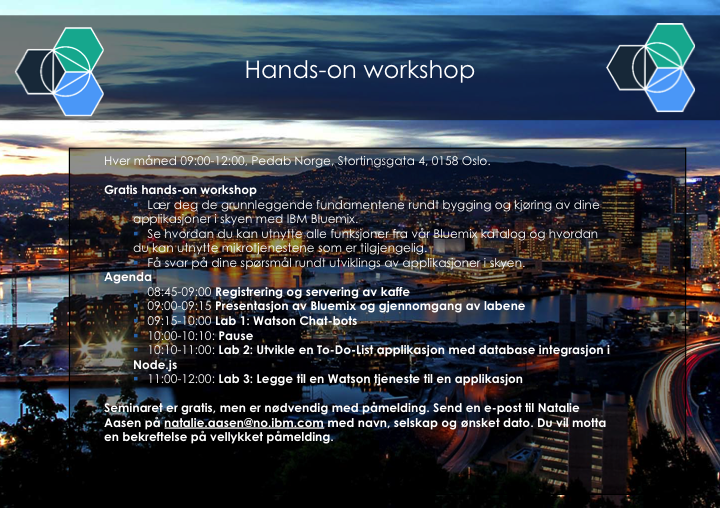 Hands-on workshop
Hver måned 09:00-12:00, Pedab Norge, Stortingsgata 4, 0158 Oslo.
Gratis hands-on workshop
▪ Lær deg de grunnleggende fundamentene rundt bygging og kjøring av dine
applikasjoner i skyen med IBM Bluemix.
▪ Se hvordan du kan utnytte alle funksjoner fra vår Bluemix katalog og hvordan
du kan utnytte mikrotjenestene som er tilgjengelig.
▪ Få svar på dine spørsmål rundt utviklings av applikasjoner i skyen.
Agenda
▪ 08:45-09:00 Registrering og servering av kaffe
▪ 09:00-09:15 Presentasjon av Bluemix og gjennomgang av labene
▪ 09:15-10:00 Lab 1: Watson Chat-bots
▪ 10:00-10:10: Pause
▪ 10:10-11:00: Lab 2: Utvikle en To-Do-List applikasjon med database integrasjon i
Node.js
▪ 11:00-12:00: Lab 3: Legge til en Watson tjeneste til en applikasjon
Seminaret er gratis, men er nødvendig med påmelding. Send en e-post til Natalie
Aasen på natalie.aasen@no.ibm.com med navn, selskap og ønsket dato. Du vil motta
en bekreftelse på vellykket påmelding.